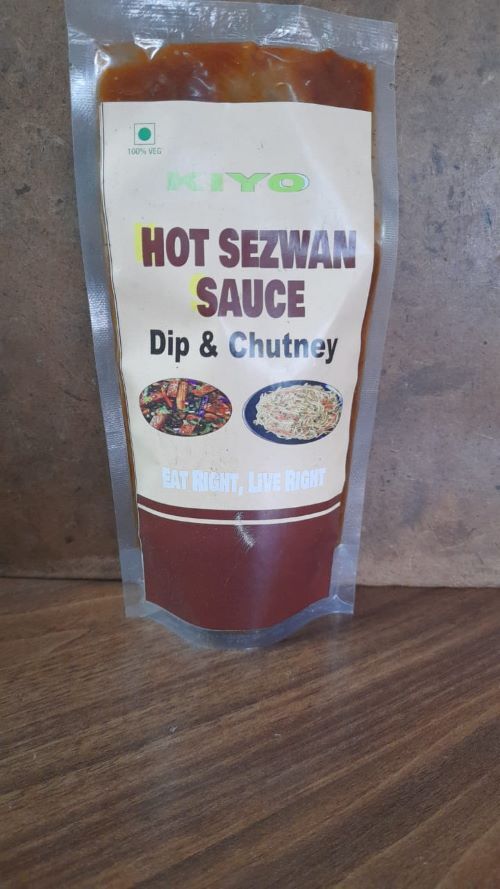 100% VEG
KIYO
HOT SEZWAN
SAUCE
Dip & Chutney
EAT RIGHT, LIVE RIGHT